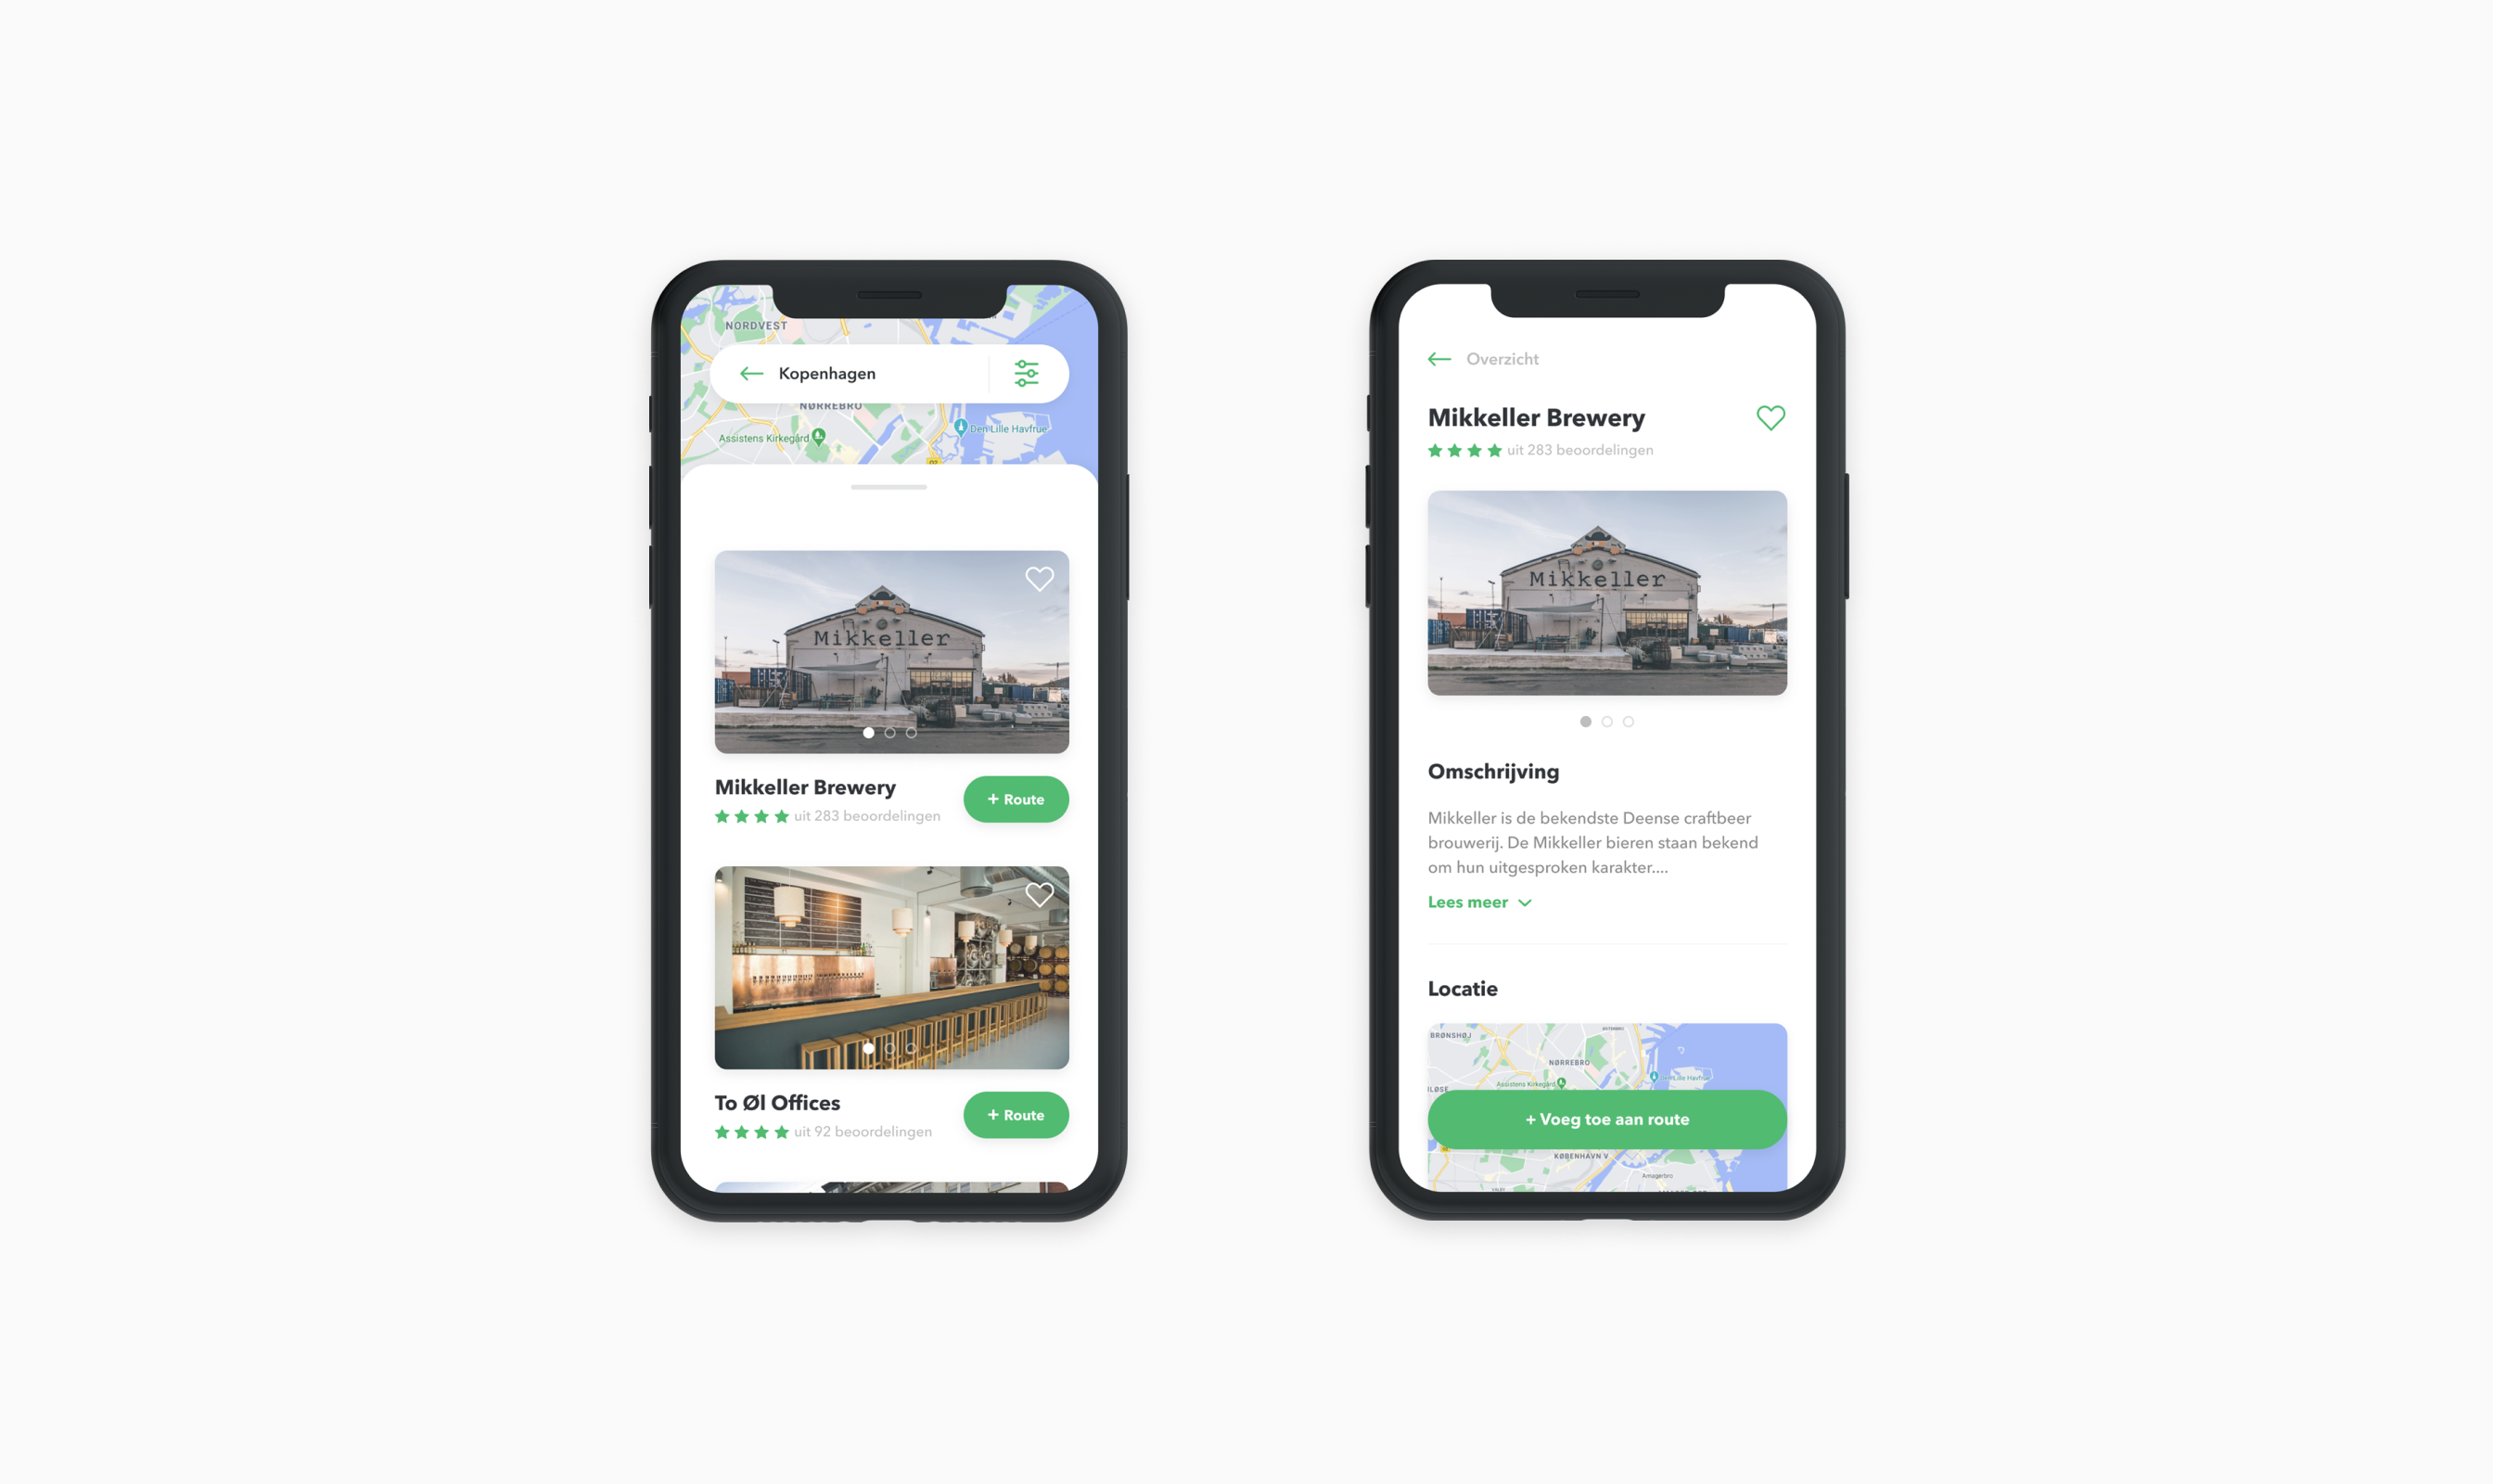 NORDVEST
Kopenhagen
NØRREBRO
Assistens Kirkegård
Den Lille Havfrue
Mikkeller
Mikkeller Brewery
uit 283 beoordelingen
+ Route
To Øl Offices
uit 92 beoordelingen
+ Route
Overzicht
Mikkeller Brewery
uit 283 beoordelingen
Mikkeller
Omschrijving
Mikkeller is de bekendste Deense craftbeer
brouwerij. De Mikkeller bieren staan bekend
om hun uitgesproken karakter....
Lees meer
Locatie
BRØNSHØJ
ØSTERBRO
NØRREBRO
Assistens Kirkegård
Den Lille Havfrue
+ Voeg toe aan route
KØBENHAVN V
Amagerbro